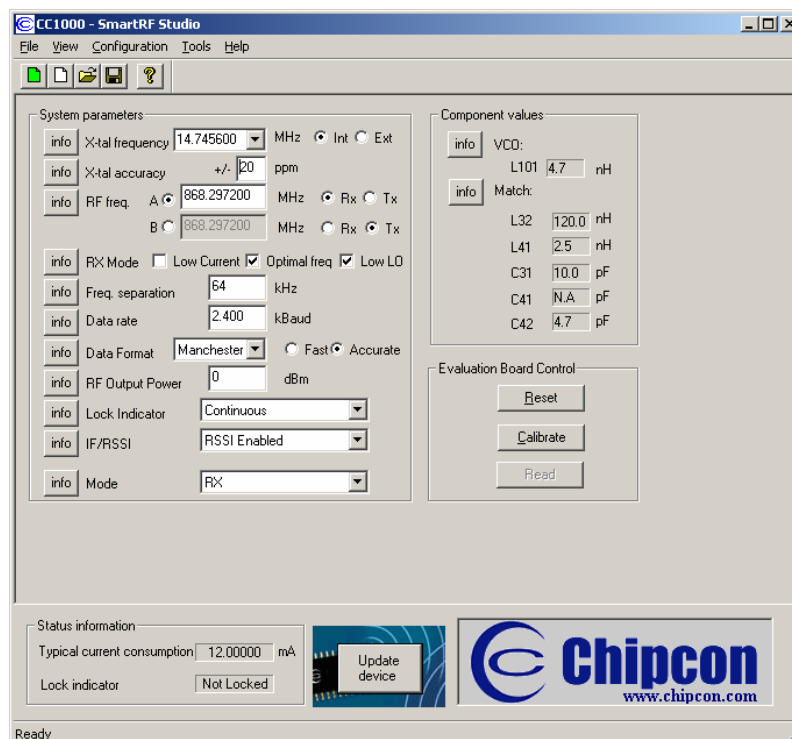 CC1000 - SmartRF Studio
File View Configuration Tools Help
System parameters
info X-tal frequency 14.745600 MHz Int Ext
info X-tal accuracy +/- 20 ppm
info RF freq. A 868.297200 MHz Rx Tx
B 868.297200 MHz Rx Tx
info RX Mode Low Current Optimal freq Low LO
info Freq. separation 64 kHz
info Data rate 2.400 kBaud
info Data Format Manchester Fast Accurate
info RF Output Power 0 dBm
info Lock Indicator Continuous
info IF/RSSI RSSI Enabled
info Mode RX
Component values
info VCO:
L101 4.7 nH
info Match:
L32 120.0 nH
L41 2.5 nH
C31 10.0 pF
C41 N.A pF
C42 4.7 pF
Evaluation Board Control
Reset
Calibrate
Read
Status information
Typical current consumption 12.00000 mA
Lock indicator Not Locked
Update
device
Chipcon
www.chipcon.com
Ready